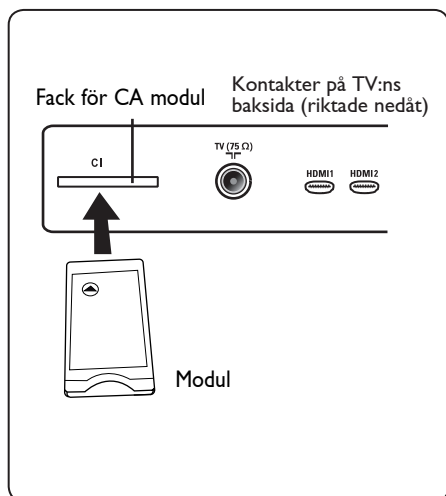 Fack för CA modul
Kontakter på TV:ns
baksida (riktade nedåt)
CI
TV (75 Ω)
HDMI1
HDMI2
Modul